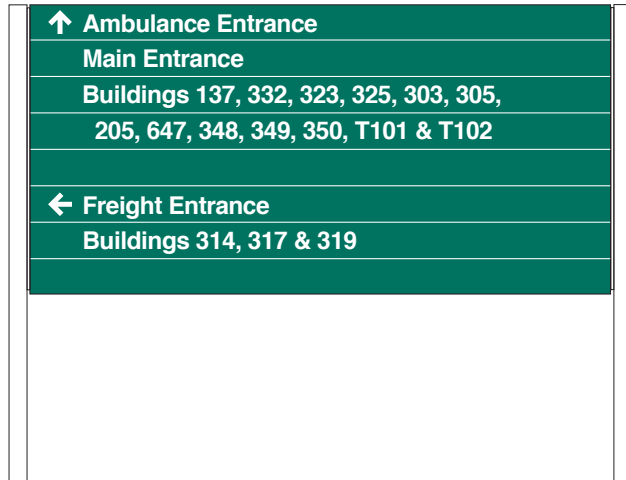 ↑ Ambulance Entrance
Main Entrance
Buildings 137, 332, 323, 325, 303, 305,
205, 647, 348, 349, 350, T101 & T102
← Freight Entrance
Buildings 314, 317 & 319